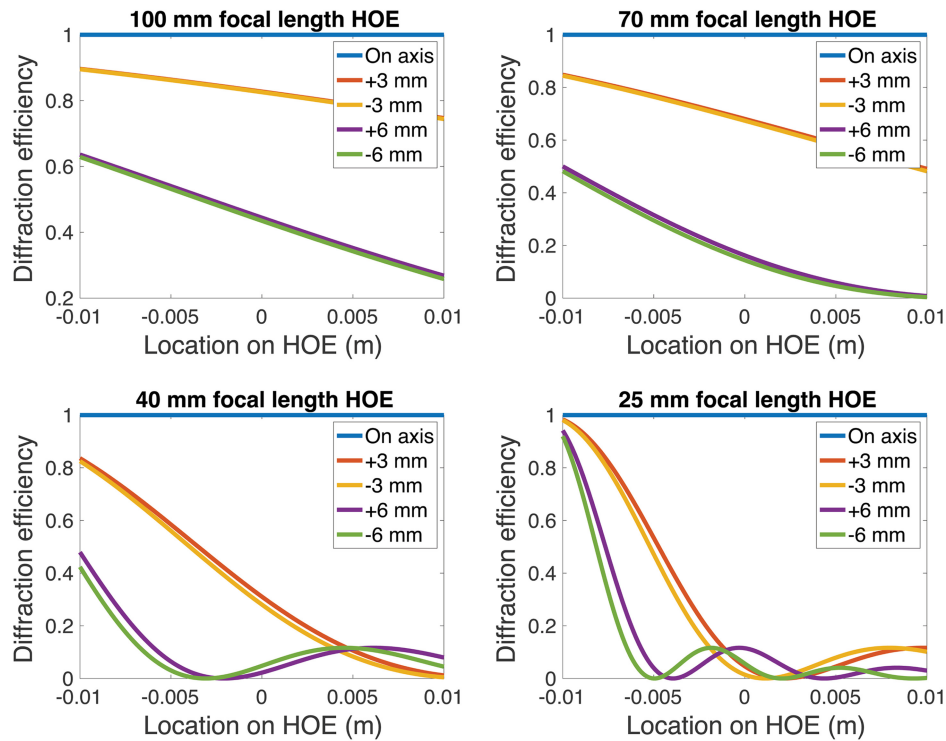 100 mm focal length HOE
1
0.8
0.6
0.4
0.2
Diffraction efficiency
On axis
+3 mm
-3 mm
+6 mm
-6 mm
-0.01
-0.005
0
0.005
0.01
Location on HOE (m)
70 mm focal length HOE
1
0.8
0.6
0.4
0.2
0
Diffraction efficiency
On axis
+3 mm
-3 mm
+6 mm
-6 mm
-0.01
-0.005
0
0.005
0.01
Location on HOE (m)
40 mm focal length HOE
1
0.8
0.6
0.4
0.2
0
Diffraction efficiency
On axis
+3 mm
-3 mm
+6 mm
-6 mm
-0.01
-0.005
0
0.005
0.01
Location on HOE (m)
25 mm focal length HOE
1
0.8
0.6
0.4
0.2
0
Diffraction efficiency
On axis
+3 mm
-3 mm
+6 mm
-6 mm
-0.01
-0.005
0
0.005
0.01
Location on HOE (m)